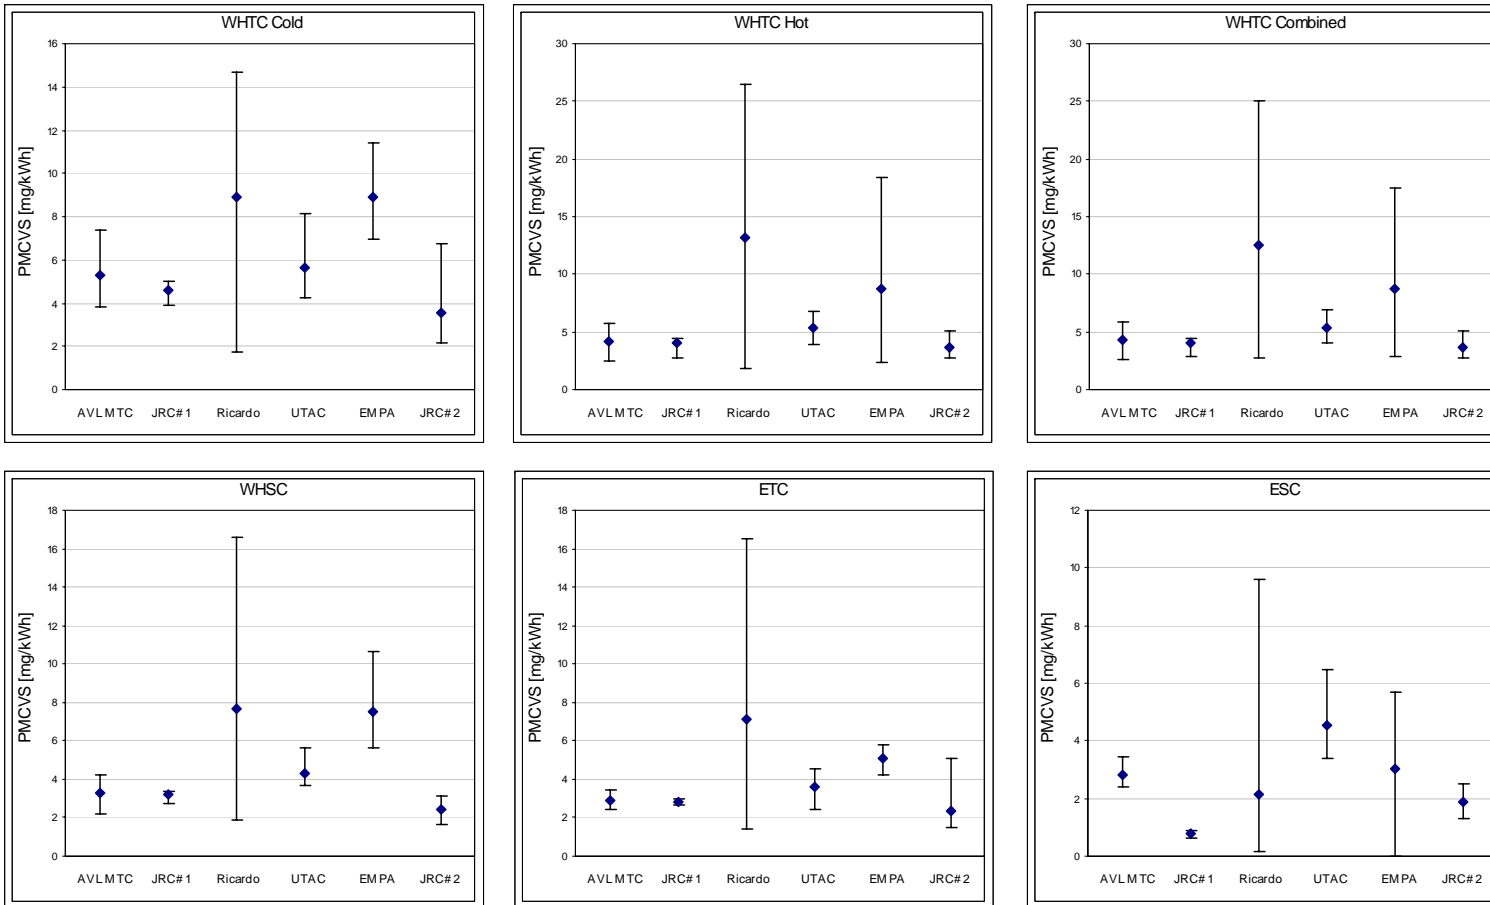 WHTC Cold
PMCVS [mg/kWh]
16
14
12
10
8
6
4
2
0
AVL MTC JRC#1 Ricardo UTAC EMPA JRC#2
WHTC Hot
PMCVS [mg/kWh]
30
25
20
15
10
5
0
AVL MTC JRC#1 Ricardo UTAC EMPA JRC#2
WHTC Combined
PMCVS [mg/kWh]
30
25
20
15
10
5
0
AVL MTC JRC#1 Ricardo UTAC EMPA JRC#2
WHSC
PMCVS [mg/kWh]
18
16
14
12
10
8
6
4
2
0
AVL MTC JRC#1 Ricardo UTAC EMPA JRC#2
ETC
PMCVS [mg/kWh]
18
16
14
12
10
8
6
4
2
0
AVL MTC JRC#1 Ricardo UTAC EMPA JRC#2
ESC
PMCVS [mg/kWh]
12
10
8
6
4
2
0
AVL MTC JRC#1 Ricardo UTAC EMPA JRC#2